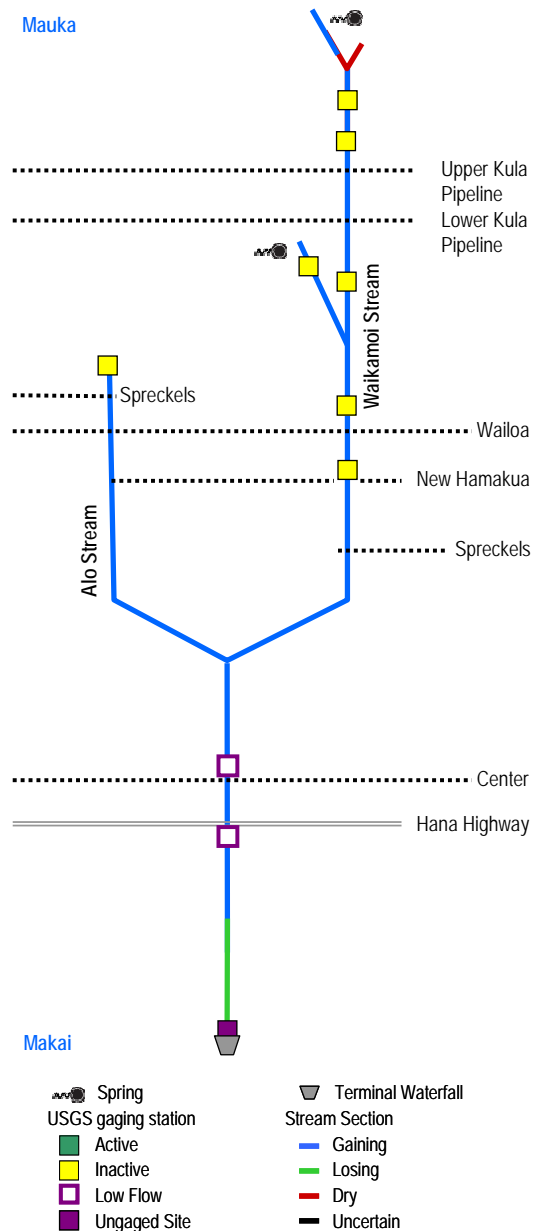 Mauka
Upper Kula
Pipeline
Lower Kula
Pipeline
Waikamoi Stream
Spreckels
Wailoa
New Hamakua
Alo Stream
Spreckels
Center
Hana Highway
Makai
Spring
Terminal Waterfall
USGS gaging station
Stream Section
Active
Gaining
Inactive
Losing
Low Flow
Dry
Ungaged Site
Uncertain